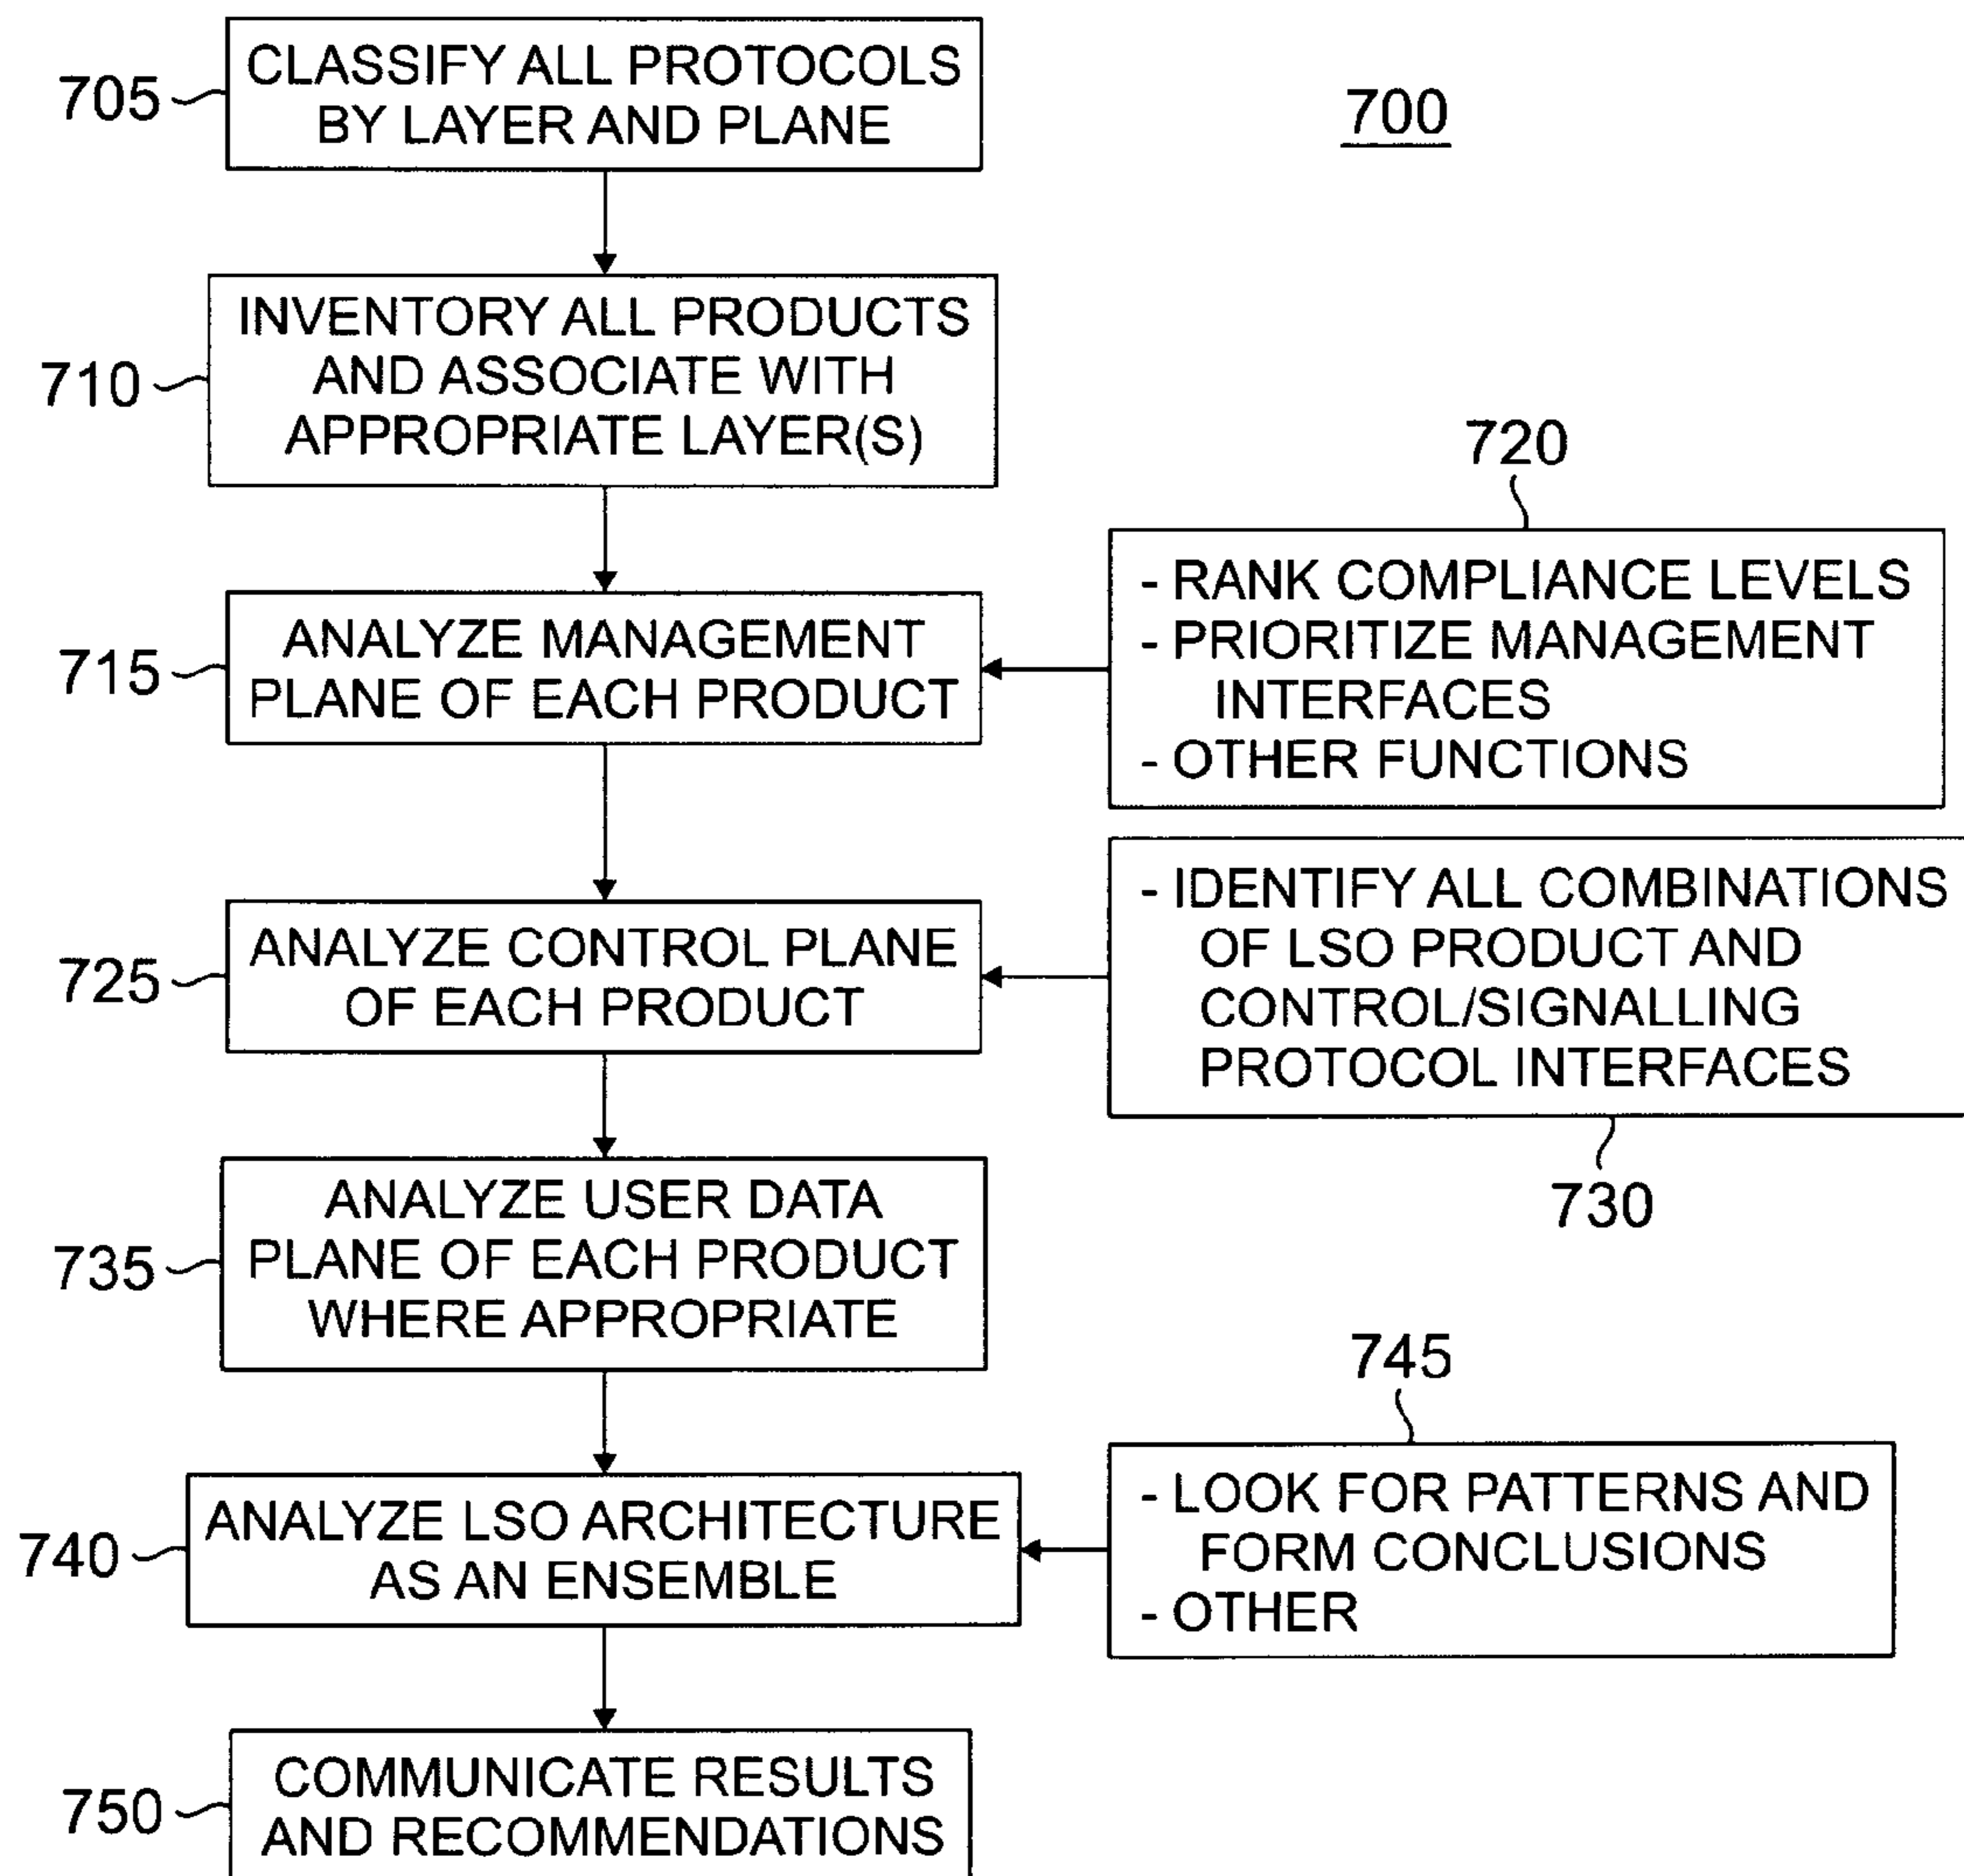 700
705
CLASSIFY ALL PROTOCOLS
BY LAYER AND PLANE
710
INVENTORY ALL PRODUCTS
AND ASSOCIATE WITH
APPROPRIATE LAYER(S)
715
ANALYZE MANAGEMENT
PLANE OF EACH PRODUCT
720
- RANK COMPLIANCE LEVELS
- PRIORITIZE MANAGEMENT
INTERFACES
- OTHER FUNCTIONS
725
ANALYZE CONTROL PLANE
OF EACH PRODUCT
- IDENTIFY ALL COMBINATIONS
OF LSO PRODUCT AND
CONTROL/SIGNALLING
PROTOCOL INTERFACES
730
735
ANALYZE USER DATA
PLANE OF EACH PRODUCT
WHERE APPROPRIATE
740
ANALYZE LSO ARCHITECTURE
AS AN ENSEMBLE
745
- LOOK FOR PATTERNS AND
FORM CONCLUSIONS
- OTHER
750
COMMUNICATE RESULTS
AND RECOMMENDATIONS